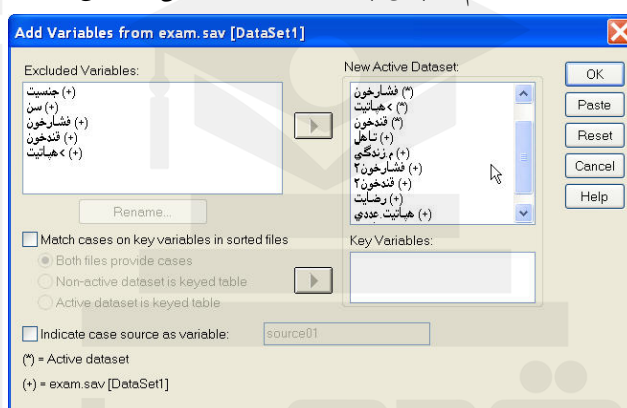 Add Variables from exam.sav [DataSet1]
Excluded Variables:
جنسیت (+)
سن (+)
فشارخون (+)
قندخون (+)
هپاتیت> (+)
New Active Dataset:
فشارخون (*)
هپاتیت> (*)
قندخون (*)
تاهل (+)
م.زندگی (+)
فشارخون۲ (+)
قندخون۲ (+)
رضایت (+)
هپاتیت.عددي (+)
OK
Paste
Reset
Cancel
Help
Rename...
Match cases on key variables in sorted files
Both files provide cases
Non-active dataset is keyed table
Active dataset is keyed table
Key Variables:
Indicate case source as variable:
source01
(*) = Active dataset
(+) = exam.sav [DataSet1]